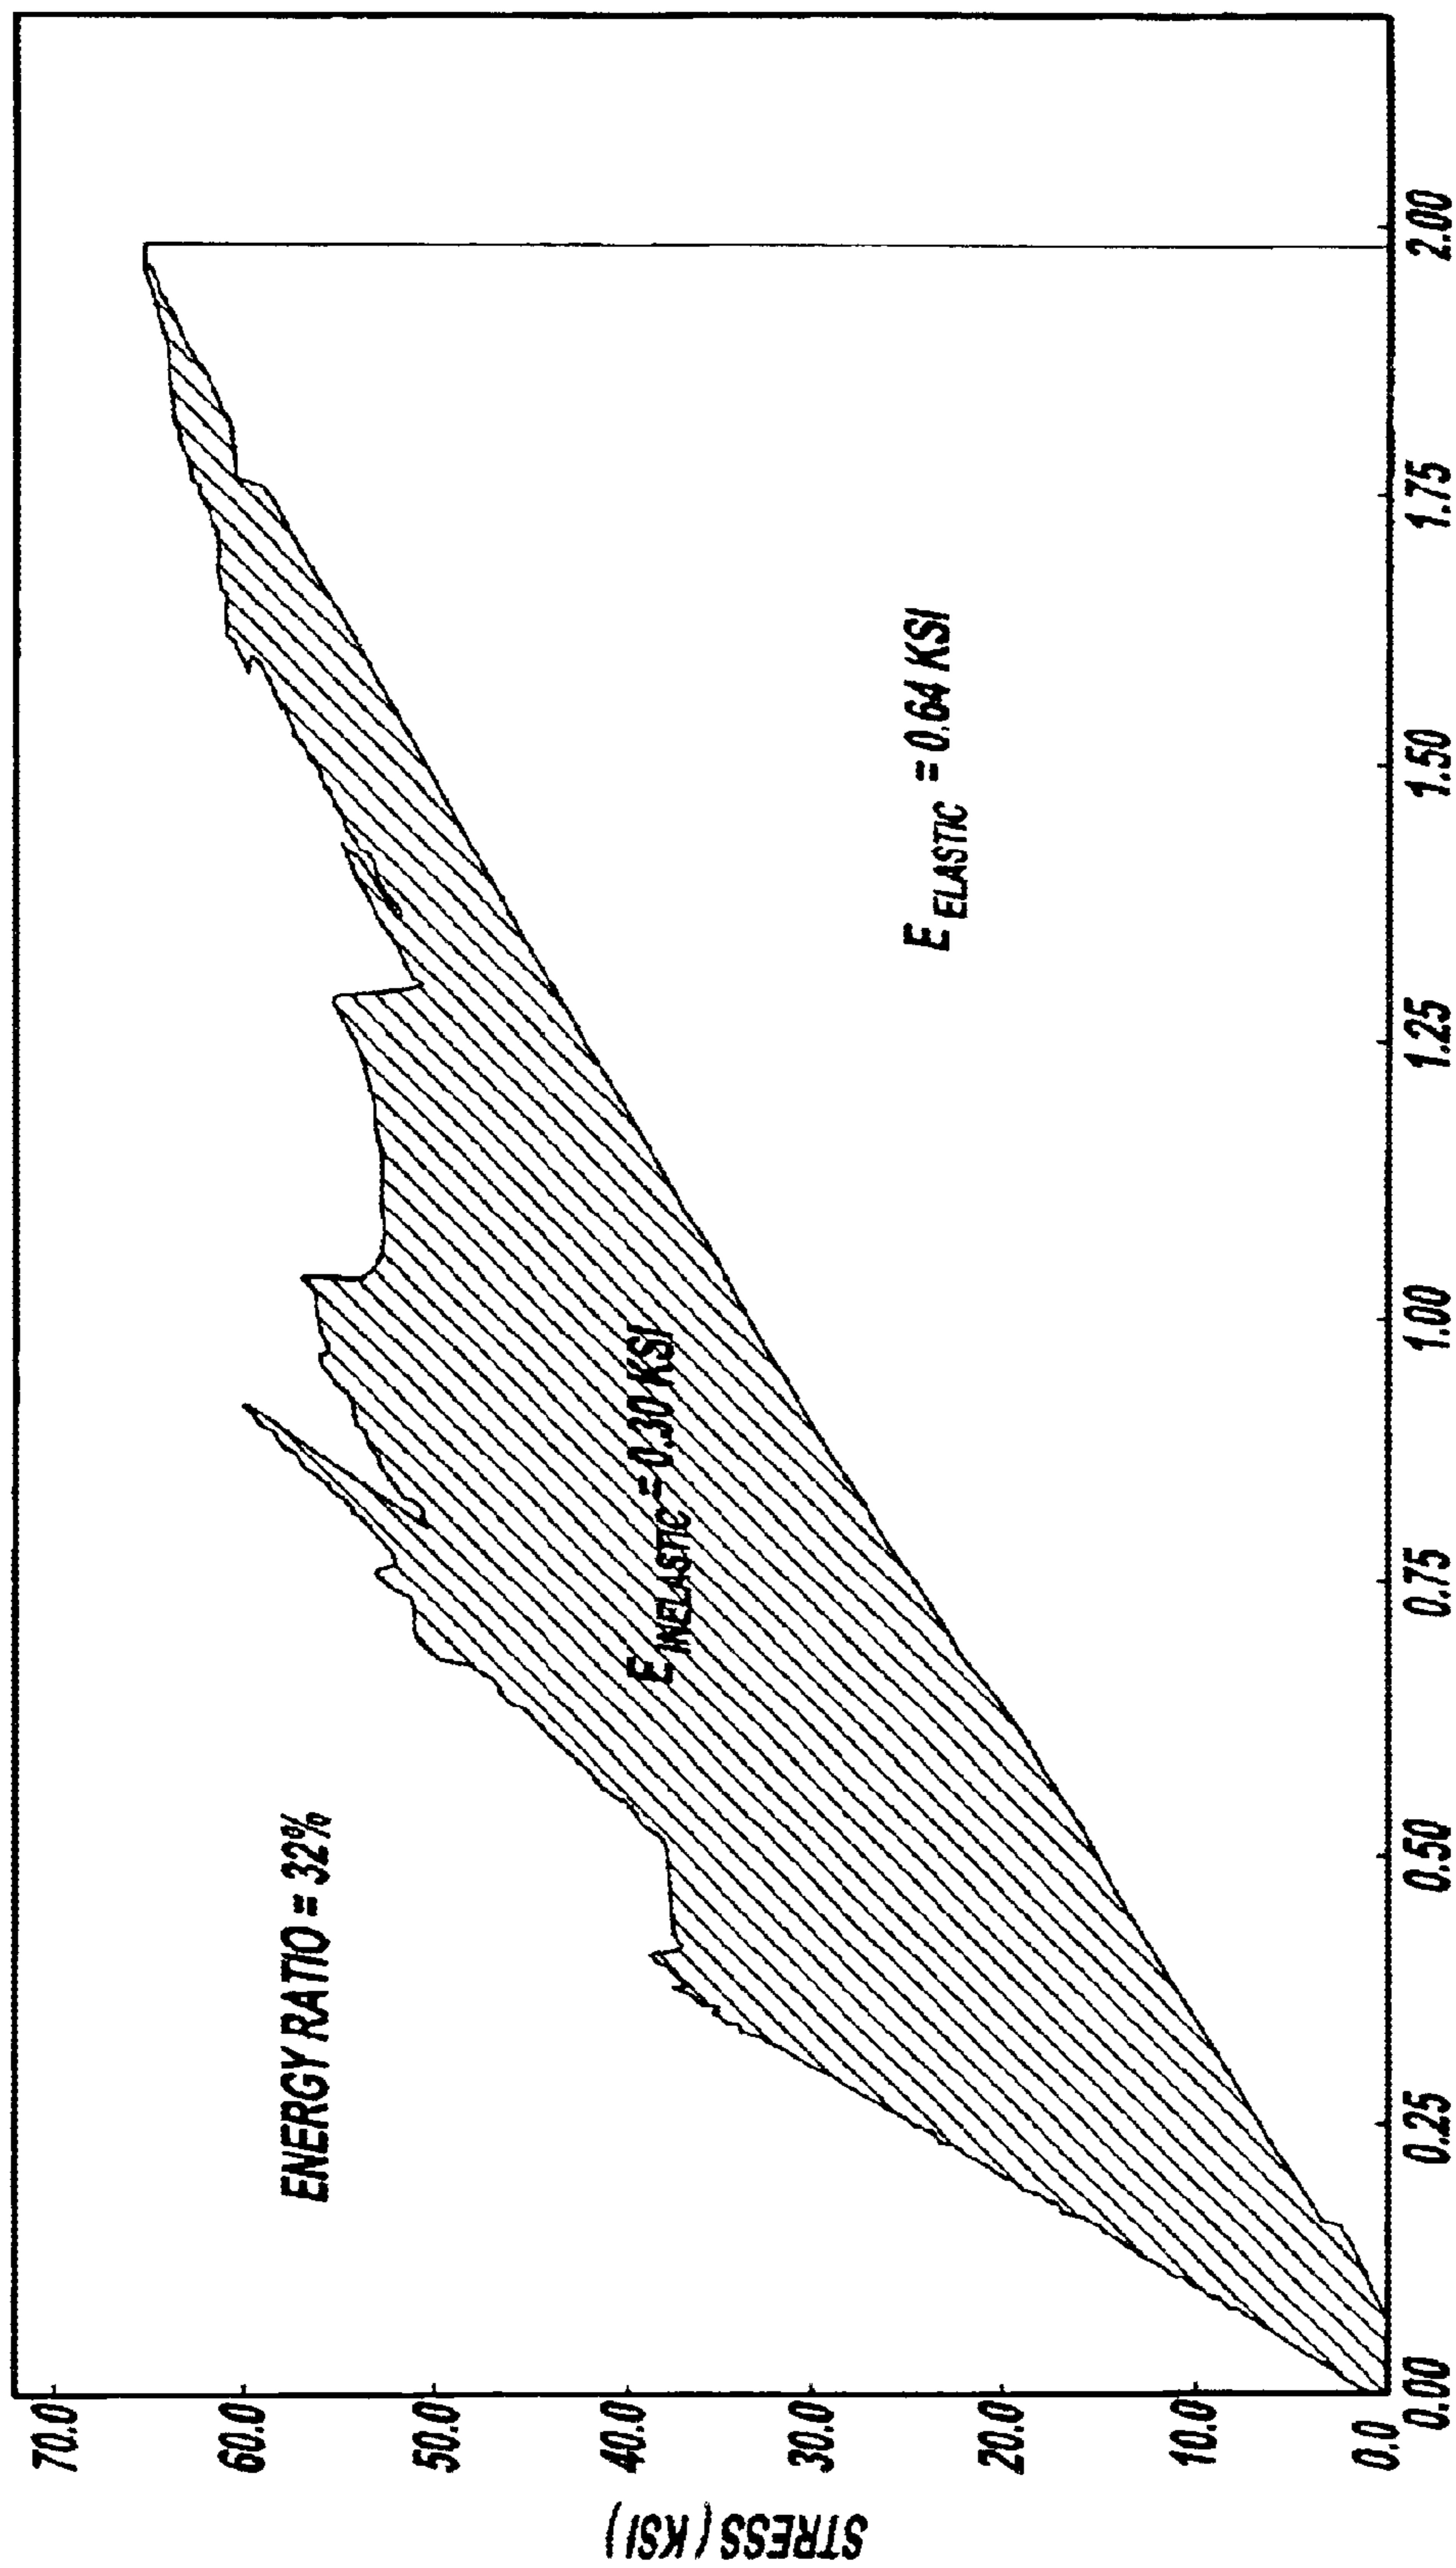 ENERGY RATIO = 32%
E INELASTIC = 0.30 KSI
E ELASTIC = 0.64 KSI
STRESS (KSI)
70.0
60.0
50.0
40.0
30.0
20.0
10.0
0.0
0.00 0.25 0.50 0.75 1.00 1.25 1.50 1.75 2.00